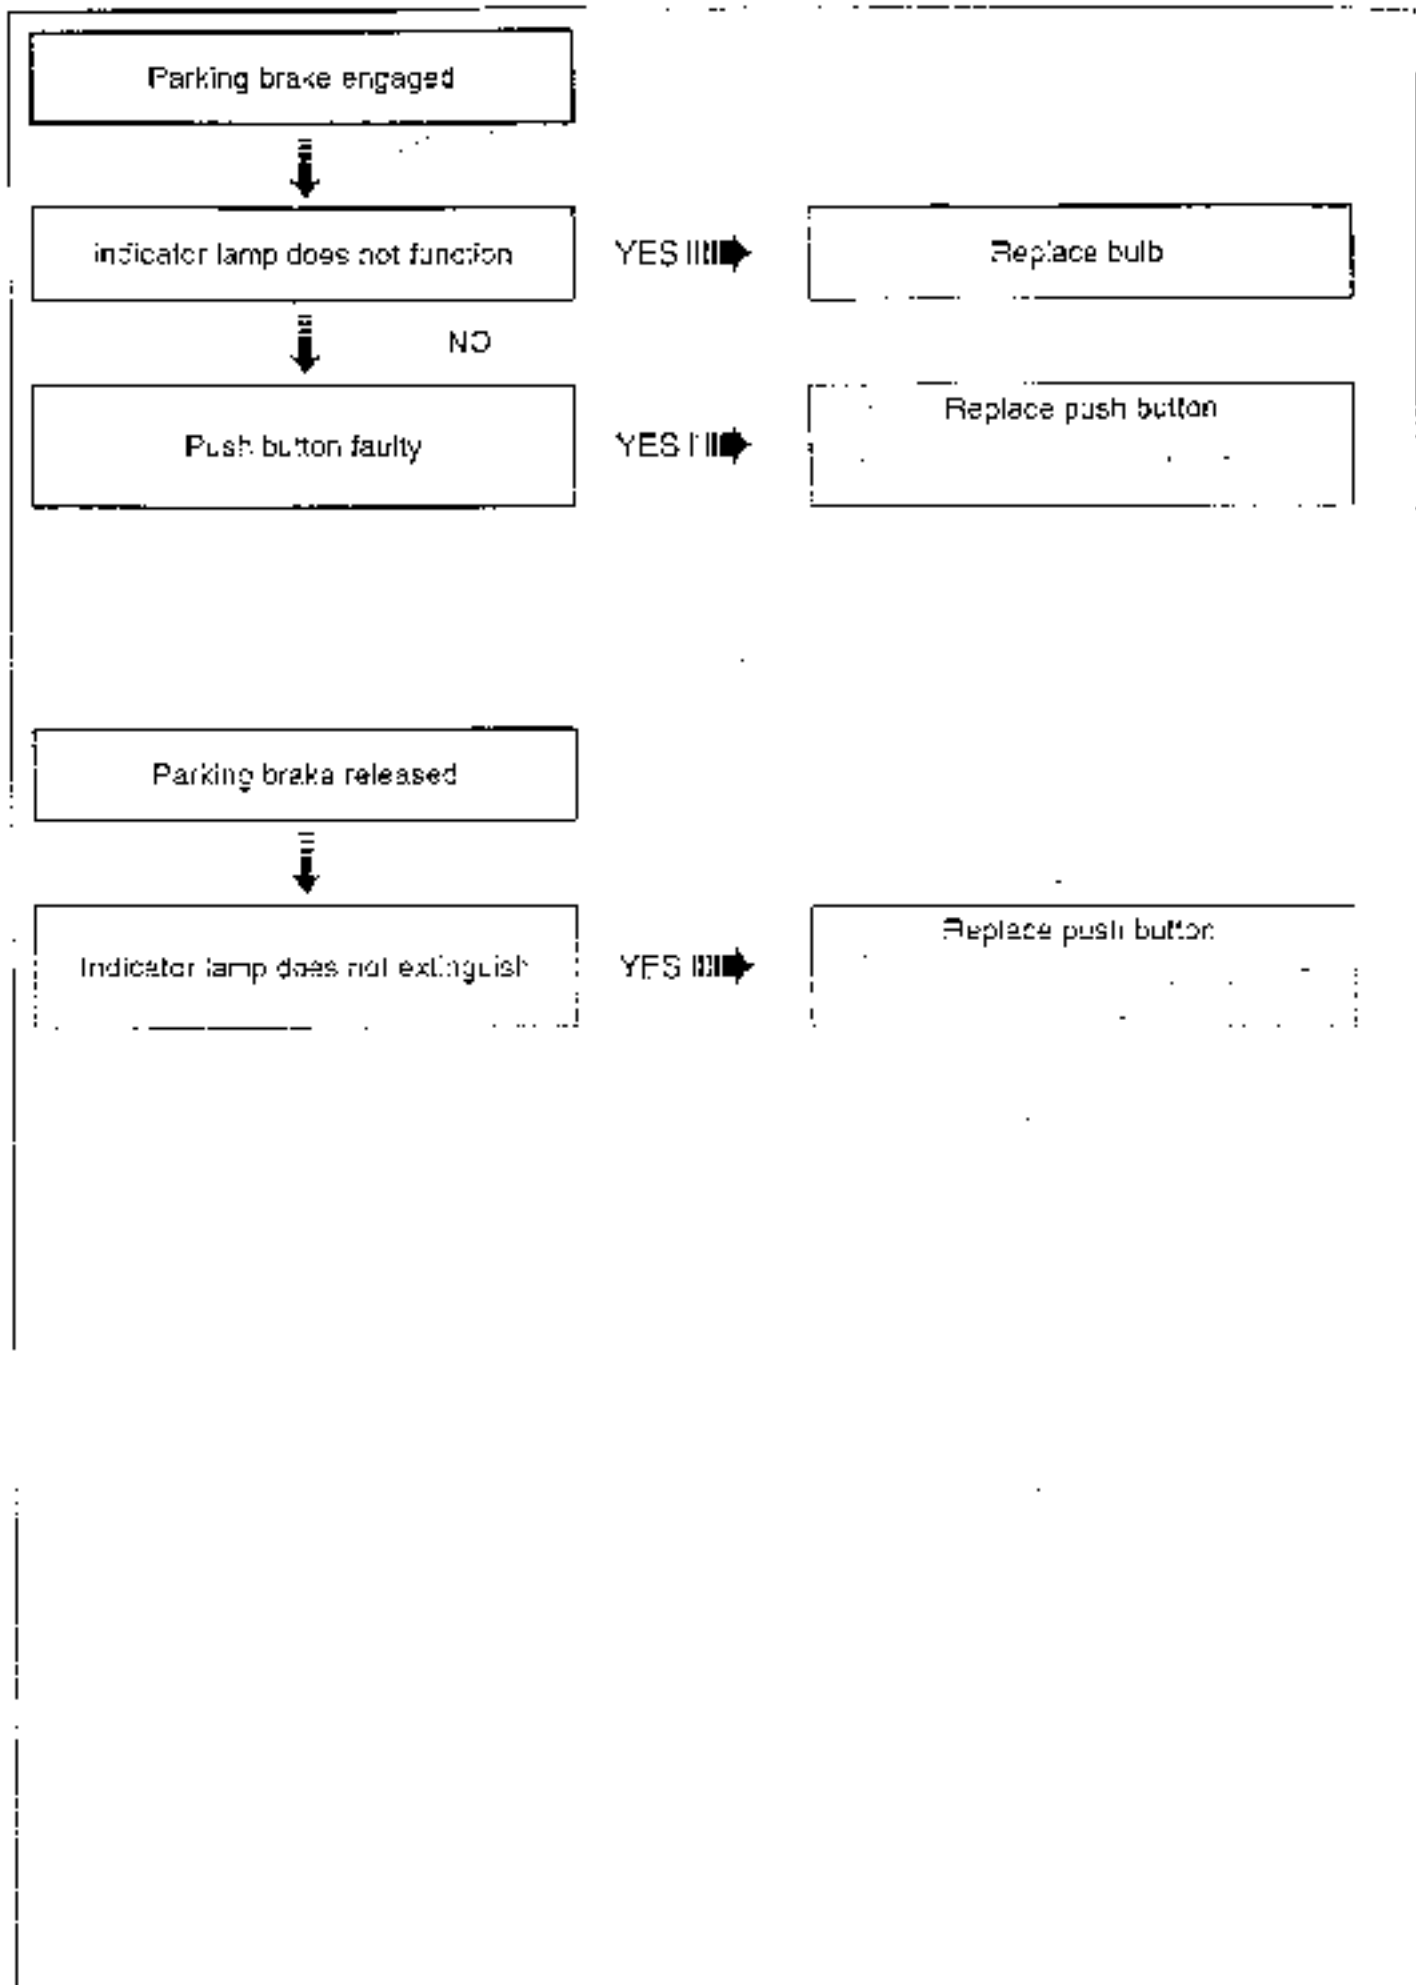 Parking brake engaged
indicator lamp does not function
YES
Replace bulb
NO
Push button faulty
YES
Replace push button
Parking brake released
Indicator lamp does not extinguish
YES
Replace push button